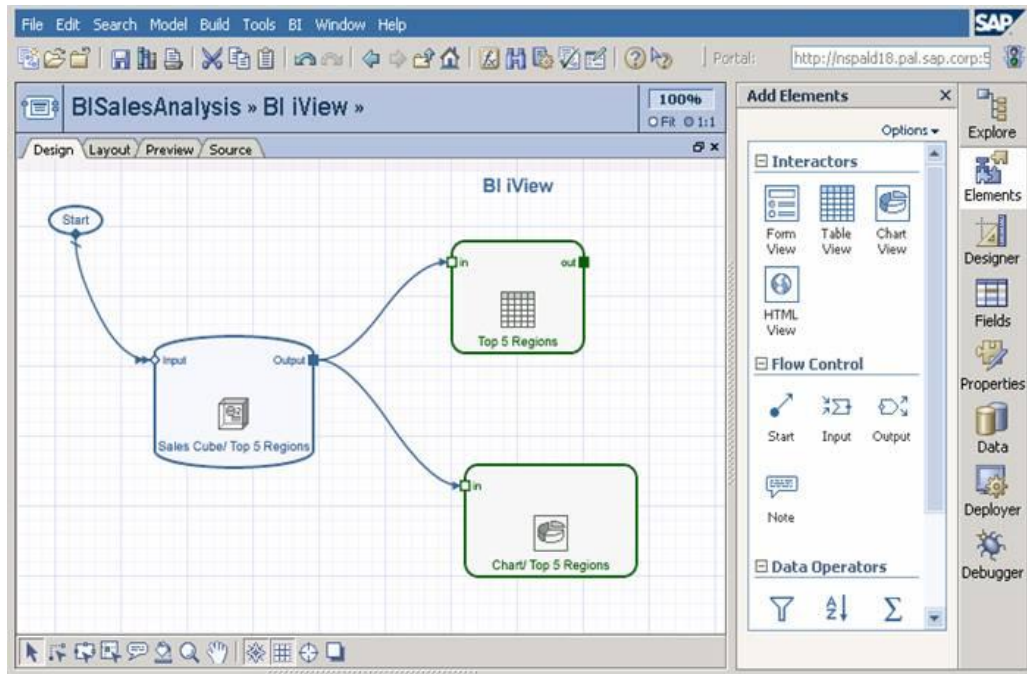 File Edit Search Model Build Tools BI Window Help
SAP
Portal: http://nspald18.pal.sap.corp:5
BISalesAnalysis » BI iView »
100%
Fit 1:1
Design Layout Preview Source
BI iView
Start
Input Output
Sales Cube/ Top 5 Regions
in out
Top 5 Regions
in
Chart/ Top 5 Regions
Add Elements
Options
Interactors
Form View
Table View
Chart View
HTML View
Flow Control
Start Input Output
Note
Data Operators
Explore
Elements
Designer
Fields
Properties
Data
Deployer
Debugger